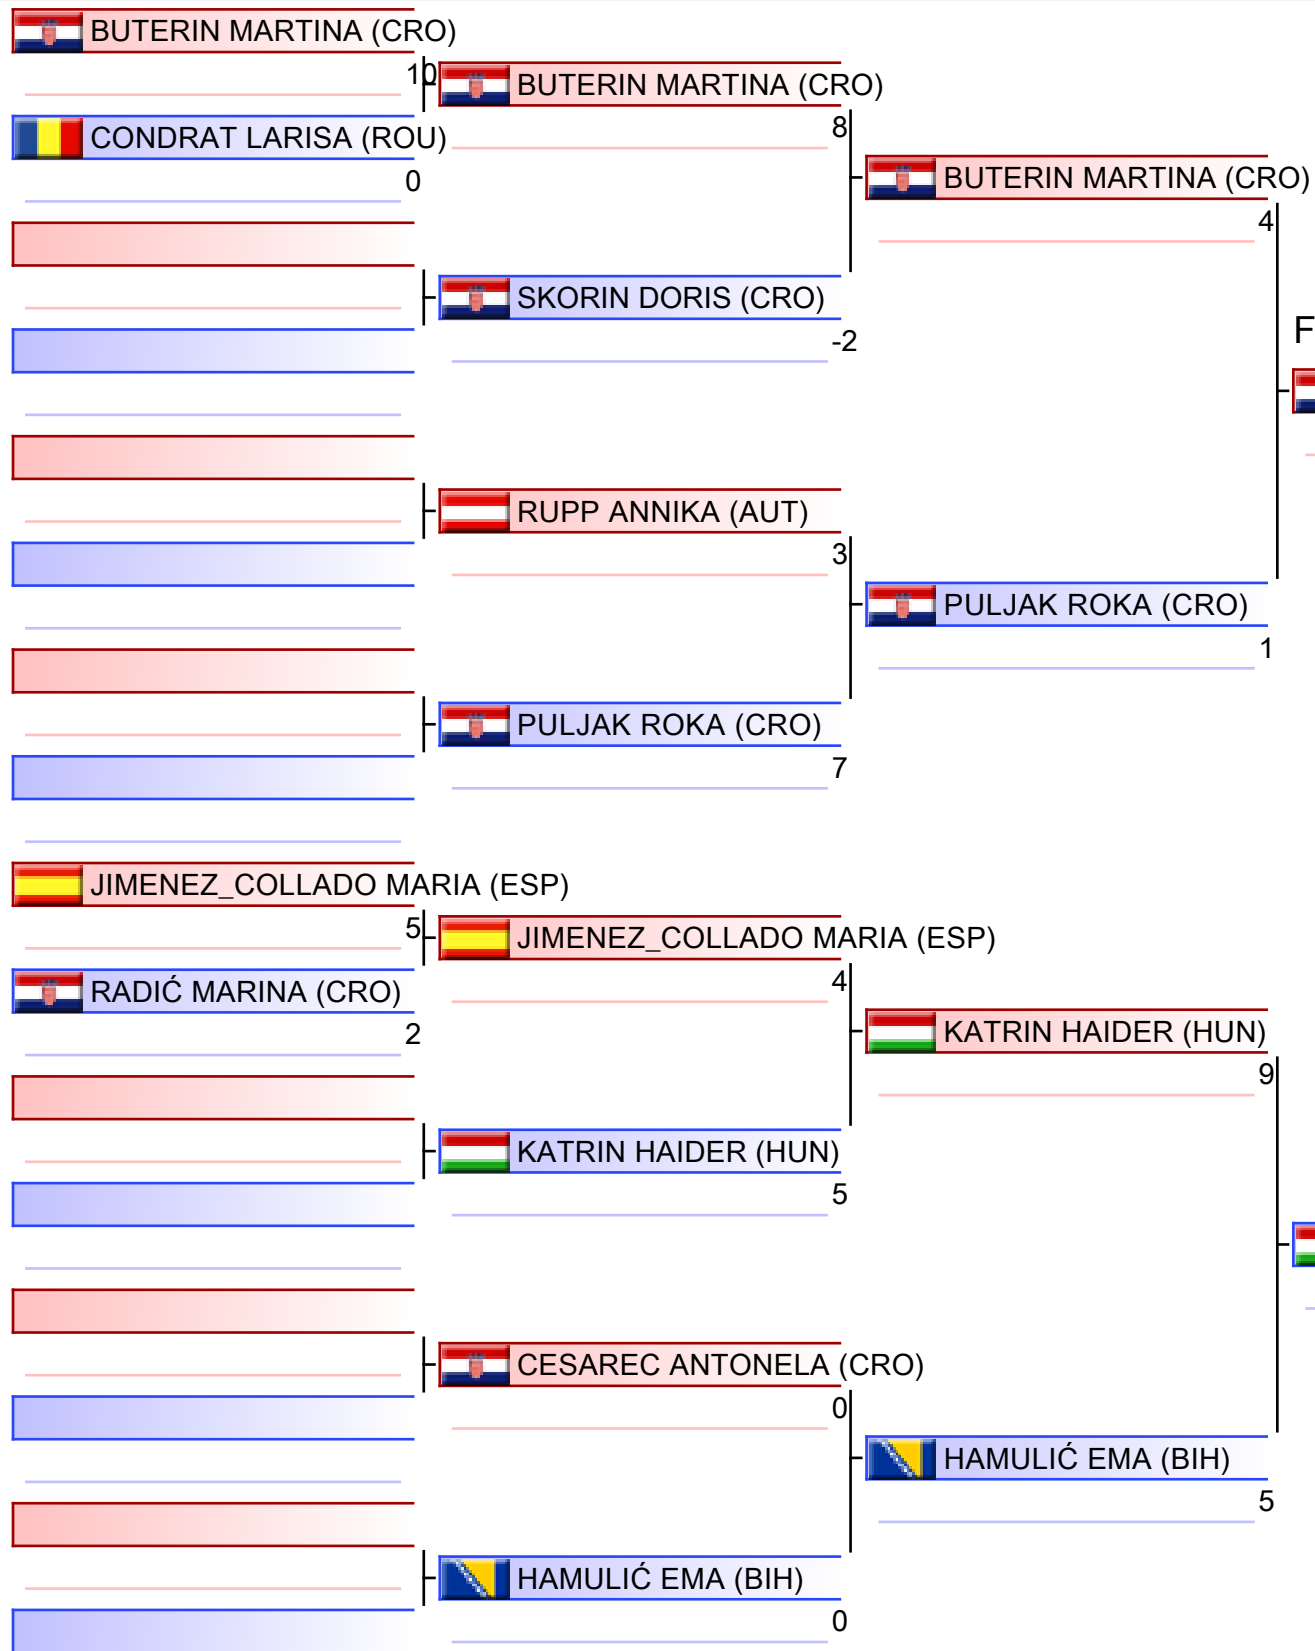 BUTERIN MARTINA (CRO)
10
CONDRAT LARISA (ROU)
0
BUTERIN MARTINA (CRO)
8
SKORIN DORIS (CRO)
-2
RUPP ANNIKA (AUT)
3
PULJAK ROKA (CRO)
7
BUTERIN MARTINA (CRO)
4
PULJAK ROKA (CRO)
1
F
JIMENEZ_COLLADO MARIA (ESP)
5
RADIĆ MARINA (CRO)
2
JIMENEZ_COLLADO MARIA (ESP)
4
KATRIN HAIDER (HUN)
5
CESAREC ANTONELA (CRO)
0
HAMULIĆ EMA (BIH)
0
KATRIN HAIDER (HUN)
9
HAMULIĆ EMA (BIH)
5